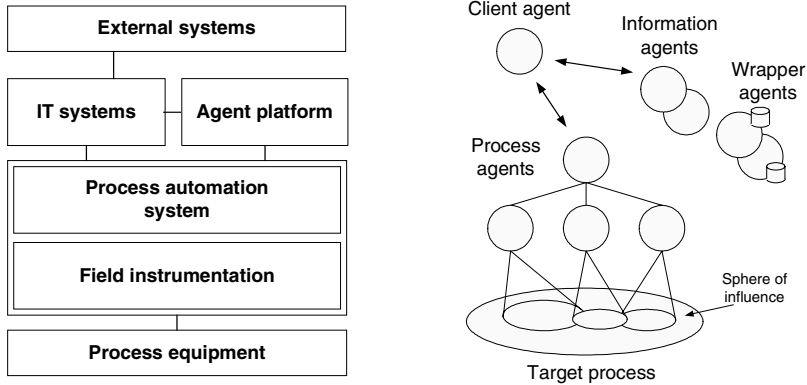 External systems
IT systems
Agent platform
Process automation
system
Field instrumentation
Process equipment
Client agent
Information
agents
Wrapper
agents
Process
agents
Sphere of
influence
Target process